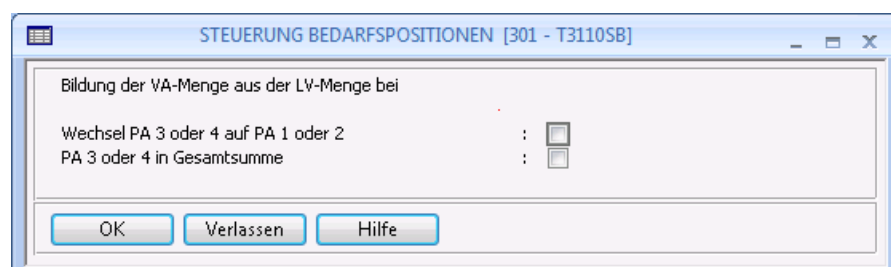 STEUERUNG BEDARFSPOSITIONEN [301 - T3110SB]
Bildung der VA-Menge aus der LV-Menge bei
Wechsel PA 3 oder 4 auf PA 1 oder 2 :
PA 3 oder 4 in Gesamtsumme :
OK Verlassen Hilfe